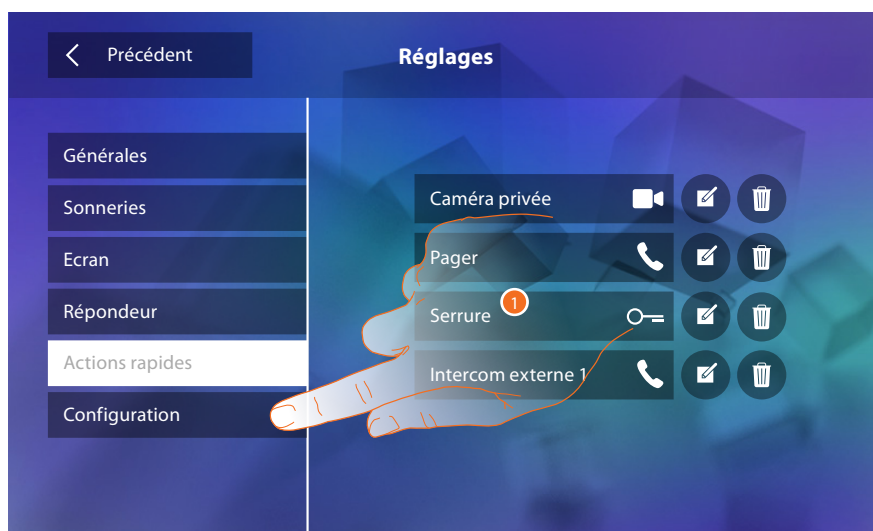 Précédent
Réglages
Générales
Sonneries
Ecran
Répondeur
Actions rapides
Configuration
Caméra privée
Pager
Serrure
1
Intercom externe 1